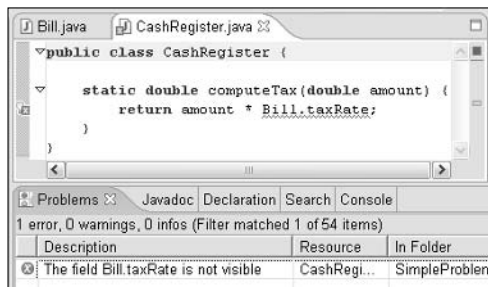 Bill.java CashRegister.java
public class CashRegister {
static double computeTax(double amount) {
return amount * Bill.taxRate;
}
}
Problems Javadoc Declaration Search Console
1 error, 0 warnings, 0 infos (Filter matched 1 of 54 items)
Description Resource In Folder
The field Bill.taxRate is not visible CashRegi... SimpleProblem